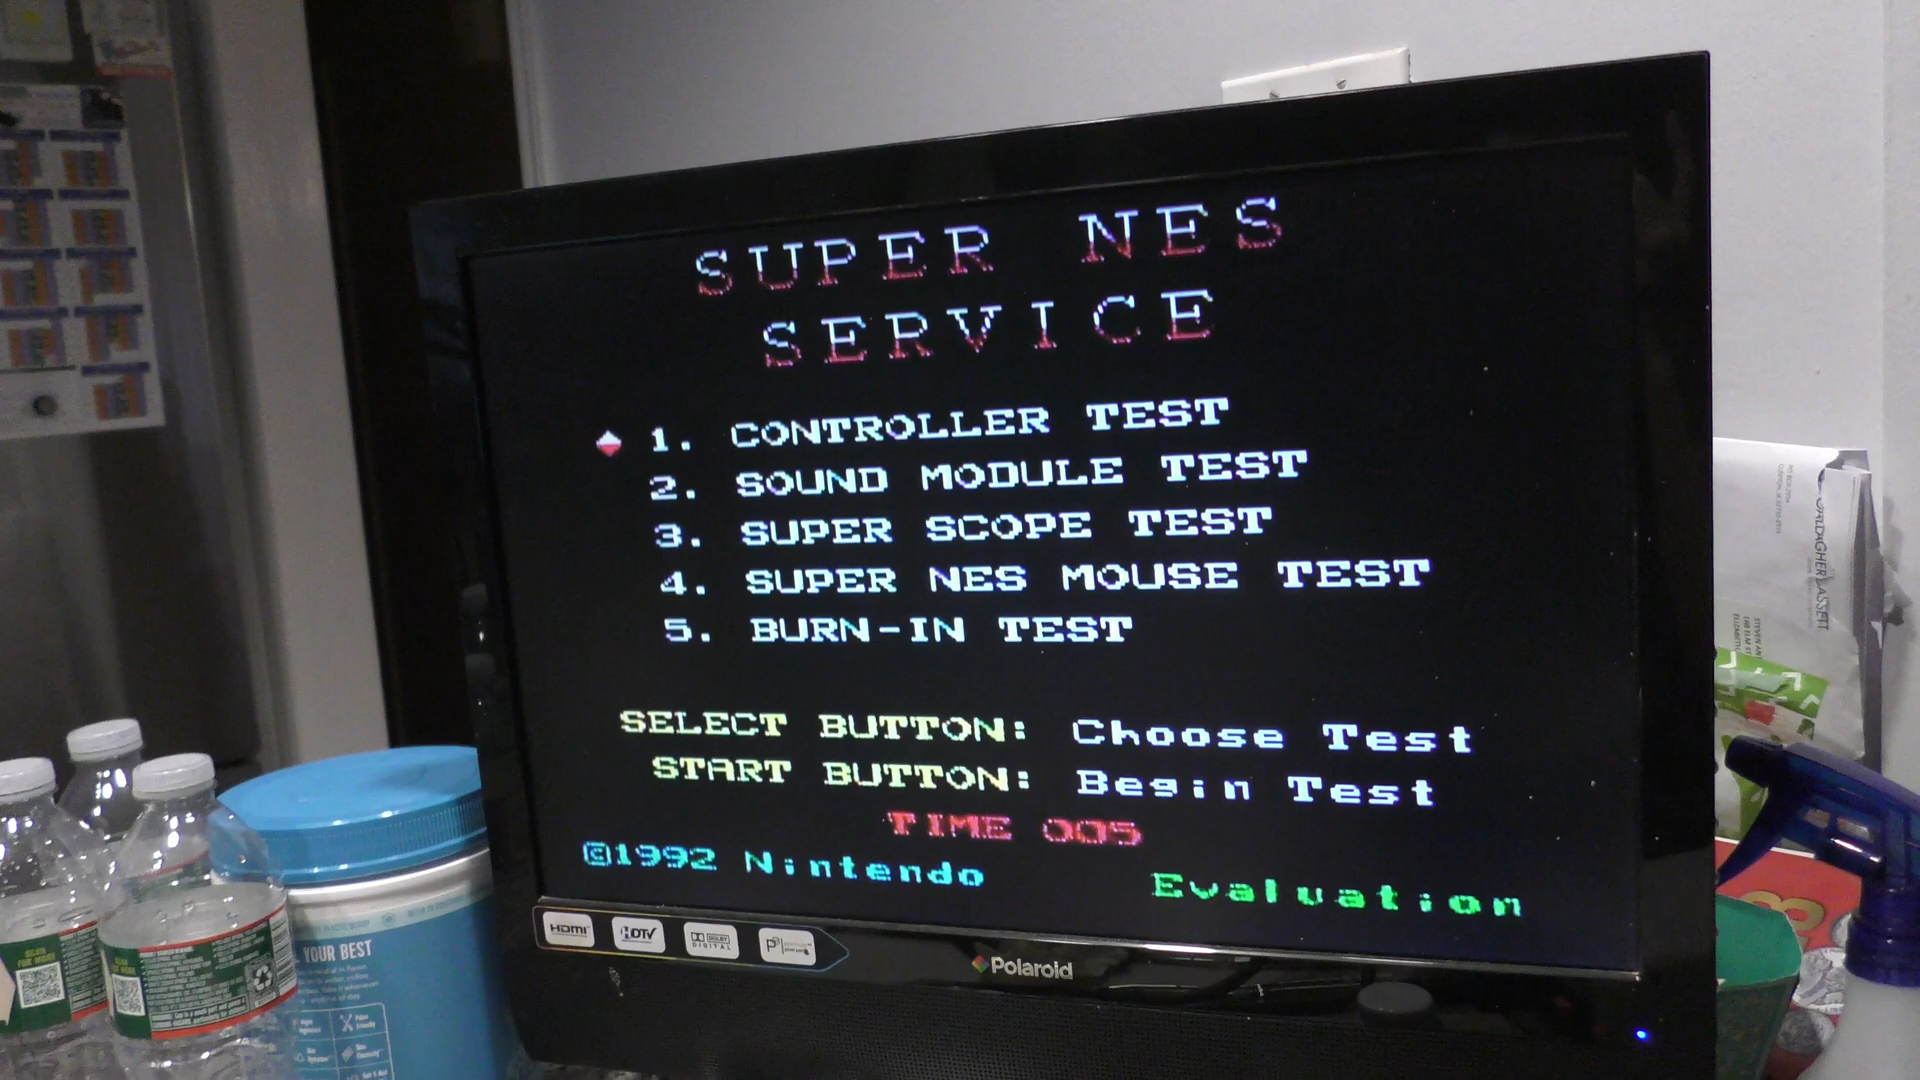 SUPER NES
SERVICE
1. CONTROLLER TEST
2. SOUND MODULE TEST
3. SUPER SCOPE TEST
4. SUPER NES MOUSE TEST
5. BURN-IN TEST
SELECT BUTTON: Choose Test
START BUTTON: Begin Test
TIME 005
©1992 Nintendo
Evaluation
HDMI
HDTV
DOLBY
DIGITAL
Polaroid
YOUR BEST